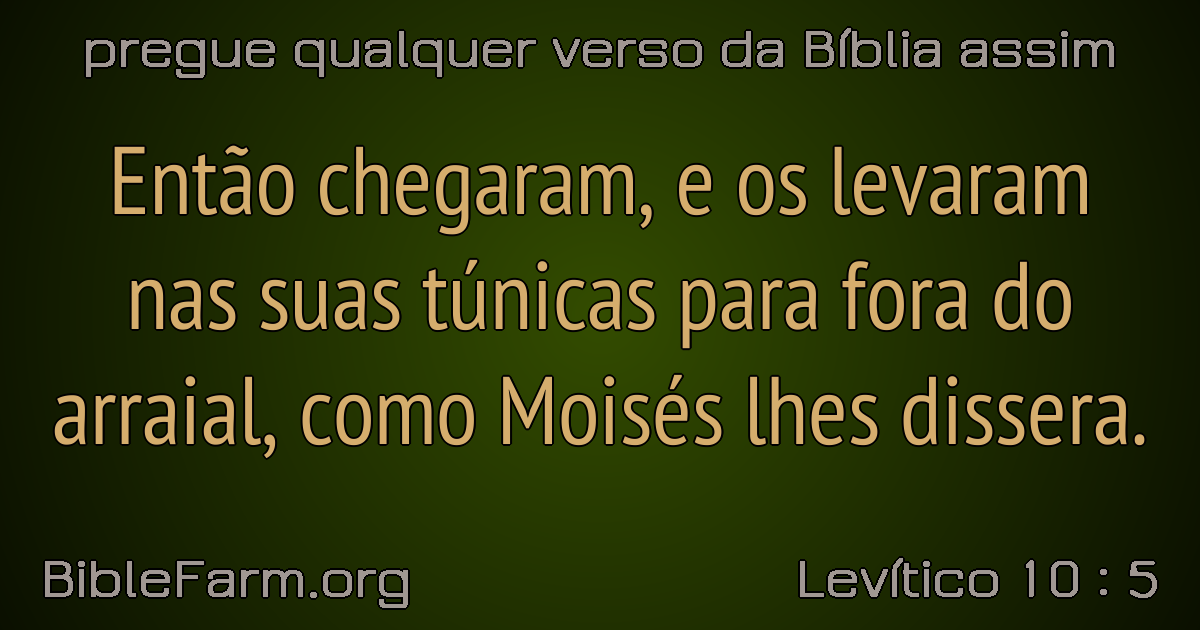 pregue qualquer verso da Bíblia assim
Então chegaram, e os levaram
nas suas túnicas para fora do
arraial, como Moisés lhes dissera.
BibleFarm.org
Levítico 10 : 5